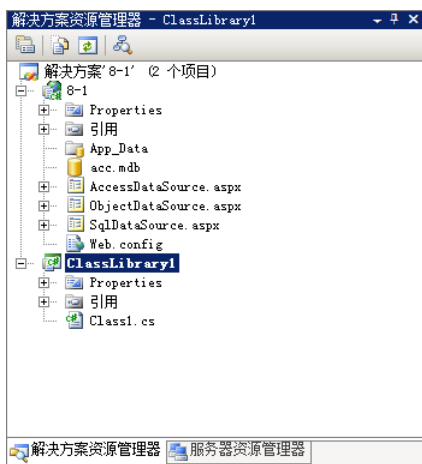 解决方案资源管理器 - ClassLibrary1
解决方案'8-1' (2 个项目)
8-1
Properties
引用
App_Data
acc.mdb
AccessDataSource.aspx
ObjectDataSource.aspx
SqlDataSource.aspx
Web.config
ClassLibrary1
Properties
引用
Class1.cs
解决方案资源管理器 服务器资源管理器